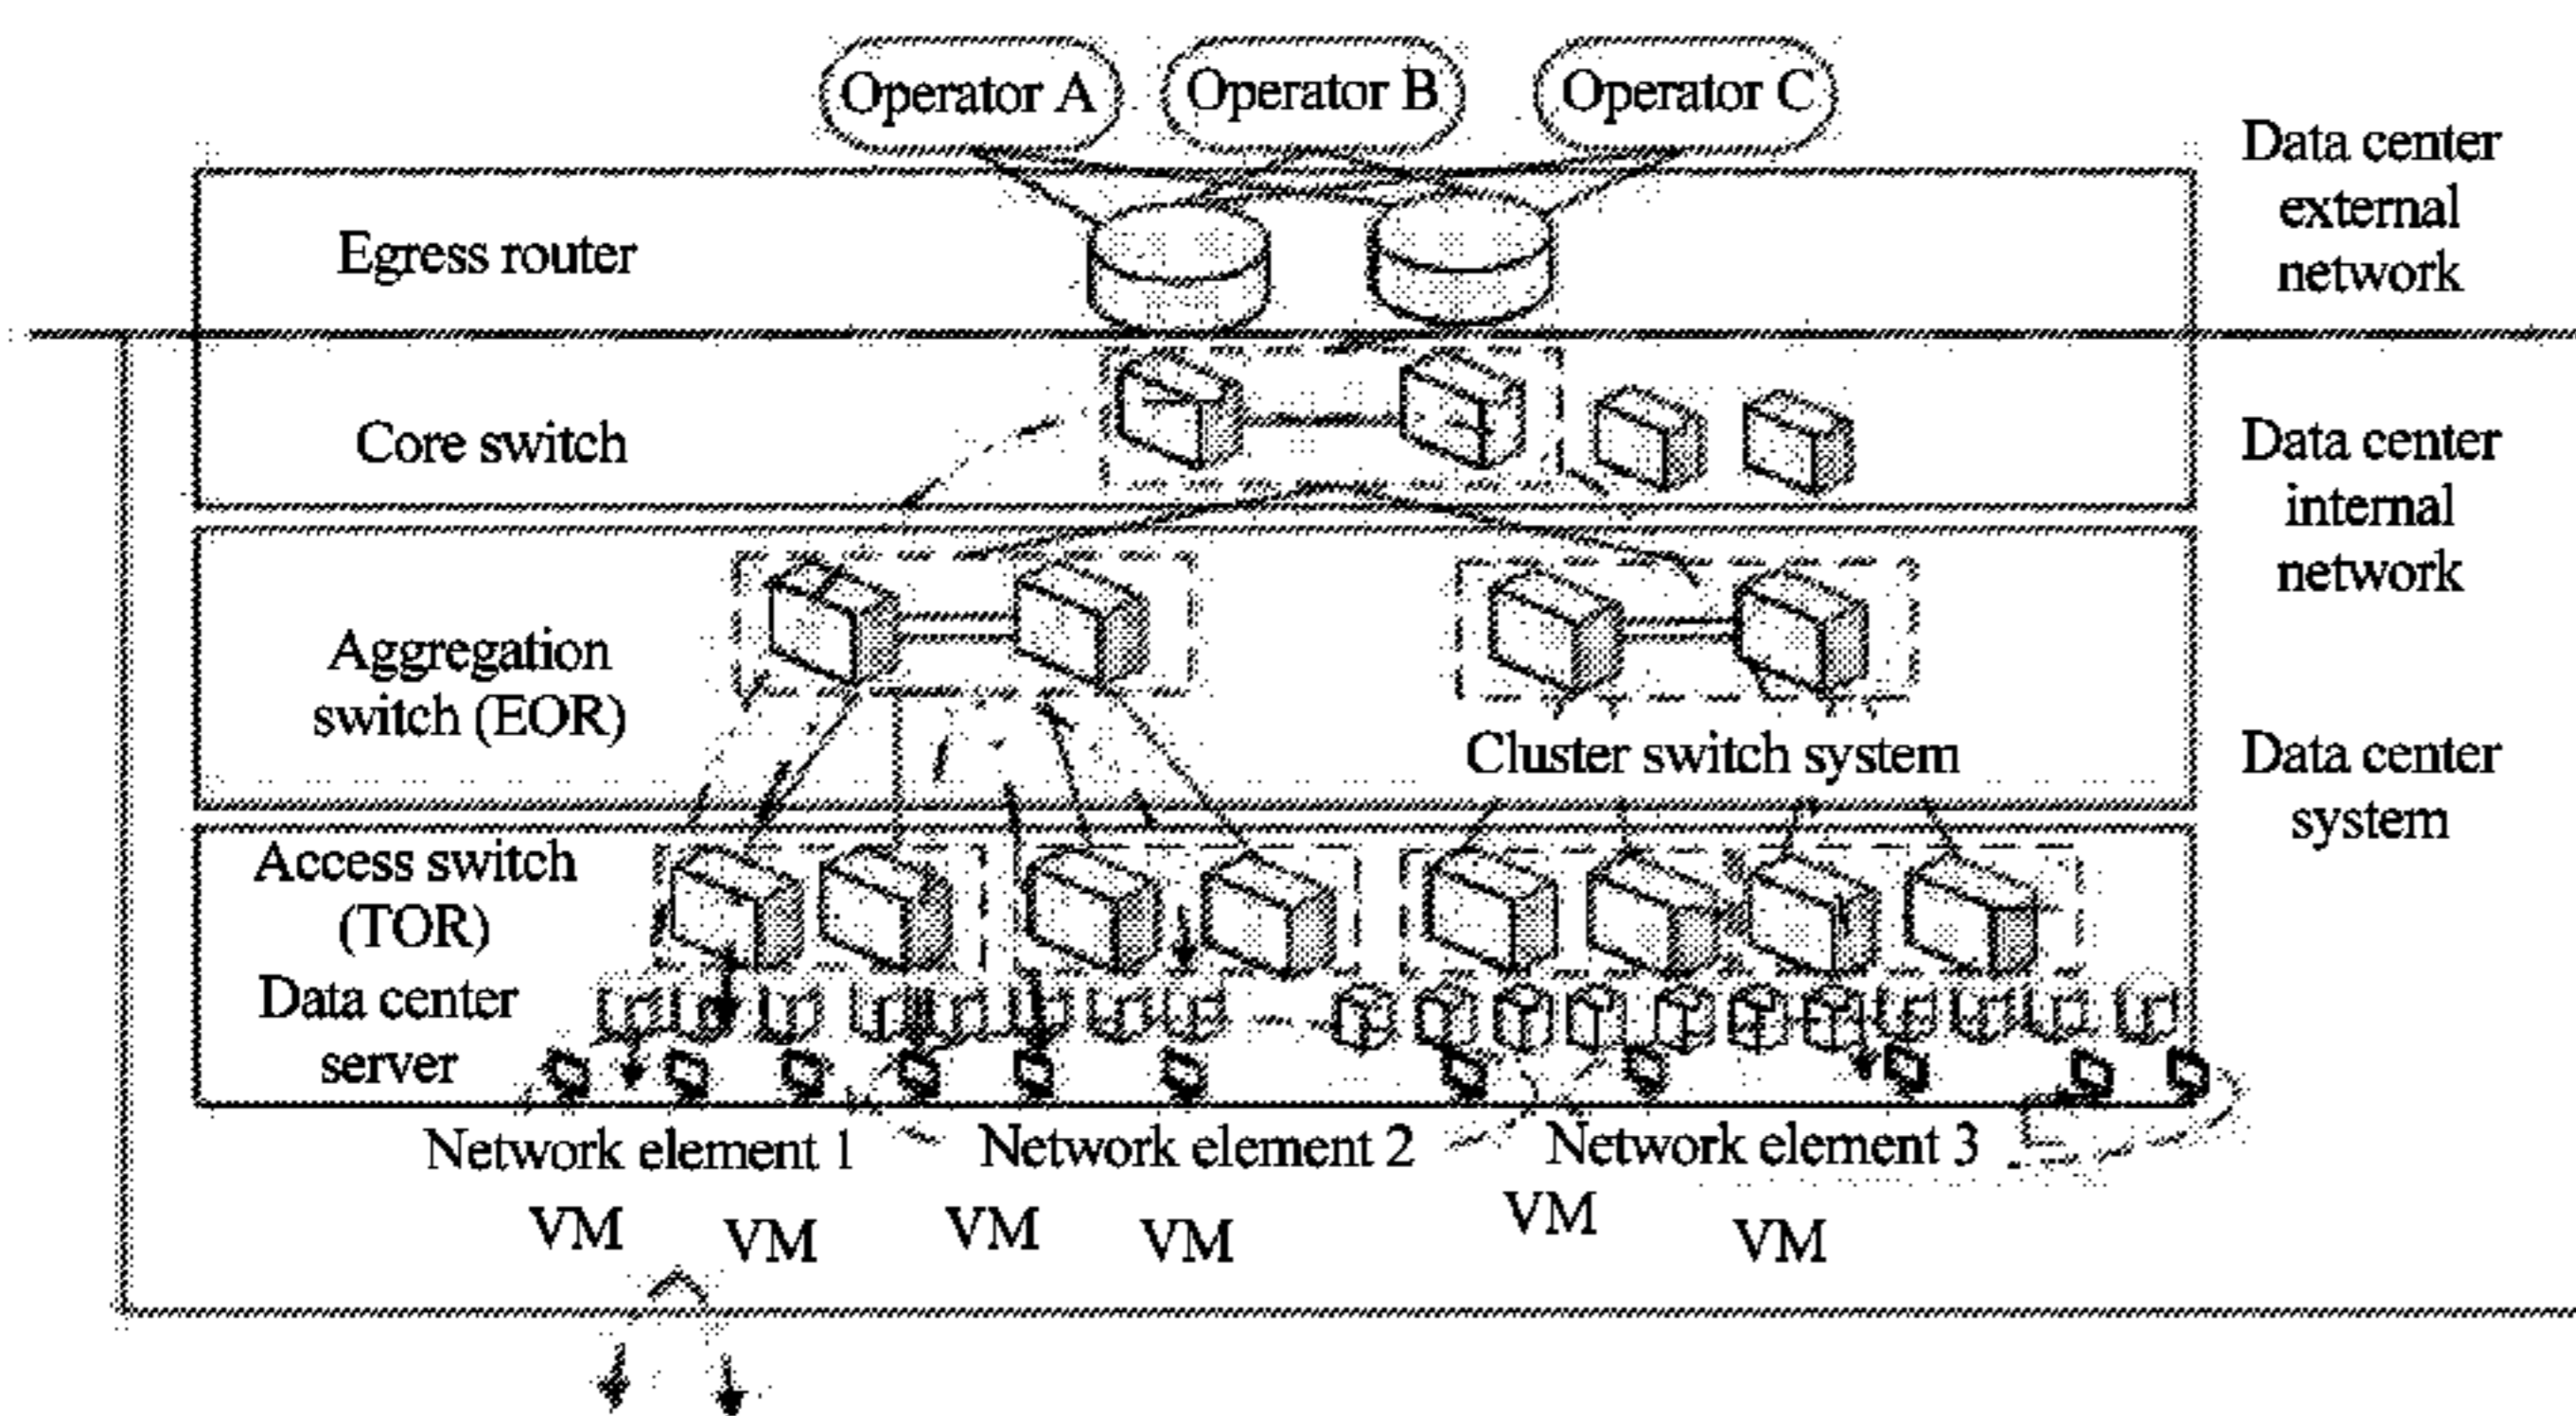 Operator A
Operator B
Operator C
Data center
external
network
Egress router
Core switch
Data center
internal
network
Aggregation
switch (EOR)
Cluster switch system
Data center
system
Access switch
(TOR)
Data center
server
Network element 1
Network element 2
Network element 3
VM
VM
VM
VM
VM
VM